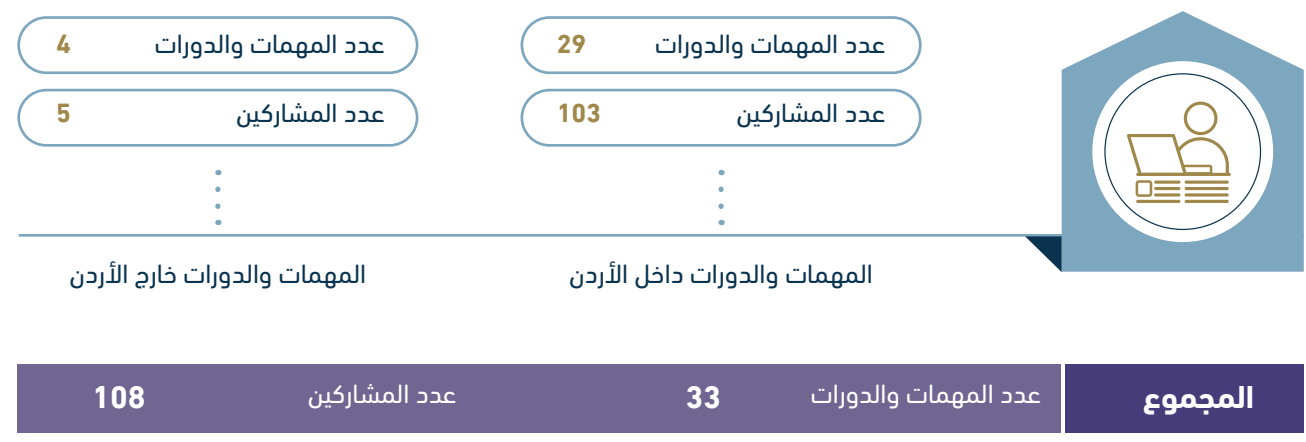 عدد المهمات والدورات 29
عدد المشاركين 103
المهمات والدورات داخل الأردن
عدد المهمات والدورات 4
عدد المشاركين 5
المهمات والدورات خارج الأردن
المجموع عدد المهمات والدورات 33 عدد المشاركين 108